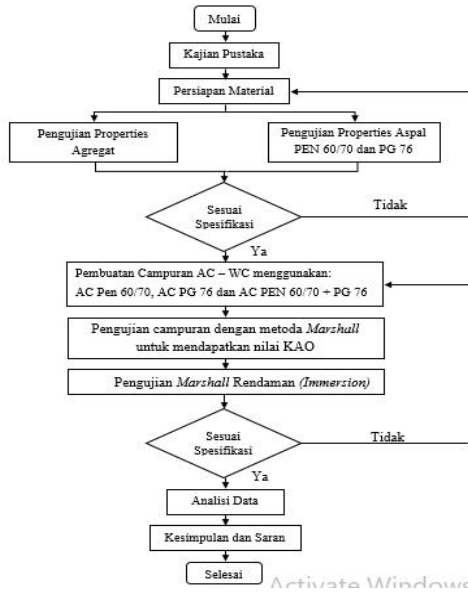 Mulai
Kajian Pustaka
Persiapan Material
Pengujian Properties
Agregat
Pengujian Properties Aspal
PEN 60/70 dan PG 76
Sesuai
Spesifikasi
Tidak
Ya
Pembuatan Campuran AC – WC menggunakan:
AC Pen 60/70, AC PG 76 dan AC PEN 60/70 + PG 76
Pengujian campuran dengan metoda Marshall
untuk mendapatkan nilai KAO
Pengujian Marshall Rendaman (Immersion)
Sesuai
Spesifikasi
Tidak
Ya
Analisi Data
Kesimpulan dan Saran
Selesai
Activate Windows